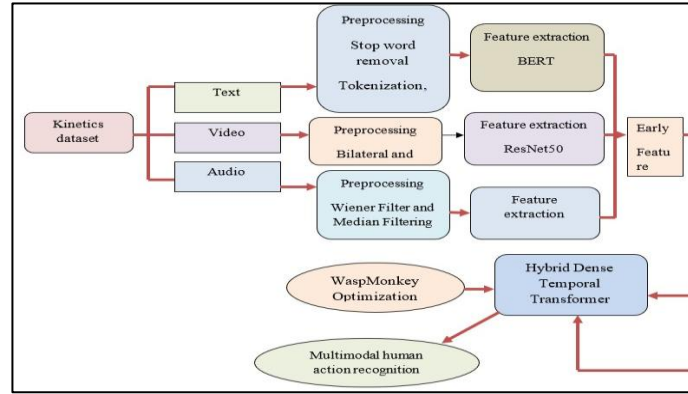 Preprocessing
Stop word
removal
Tokenization,
Feature extraction
BERT
Text
Kinetics
dataset
Video
Preprocessing
Bilateral and
Feature extraction
ResNet50
Early
Featu
re
Audio
Preprocessing
Wiener Filter and
Median Filtering
Feature
extraction
WaspMonkey
Optimization
Hybrid Dense
Temporal
Transformer
Multimodal human
action recognition